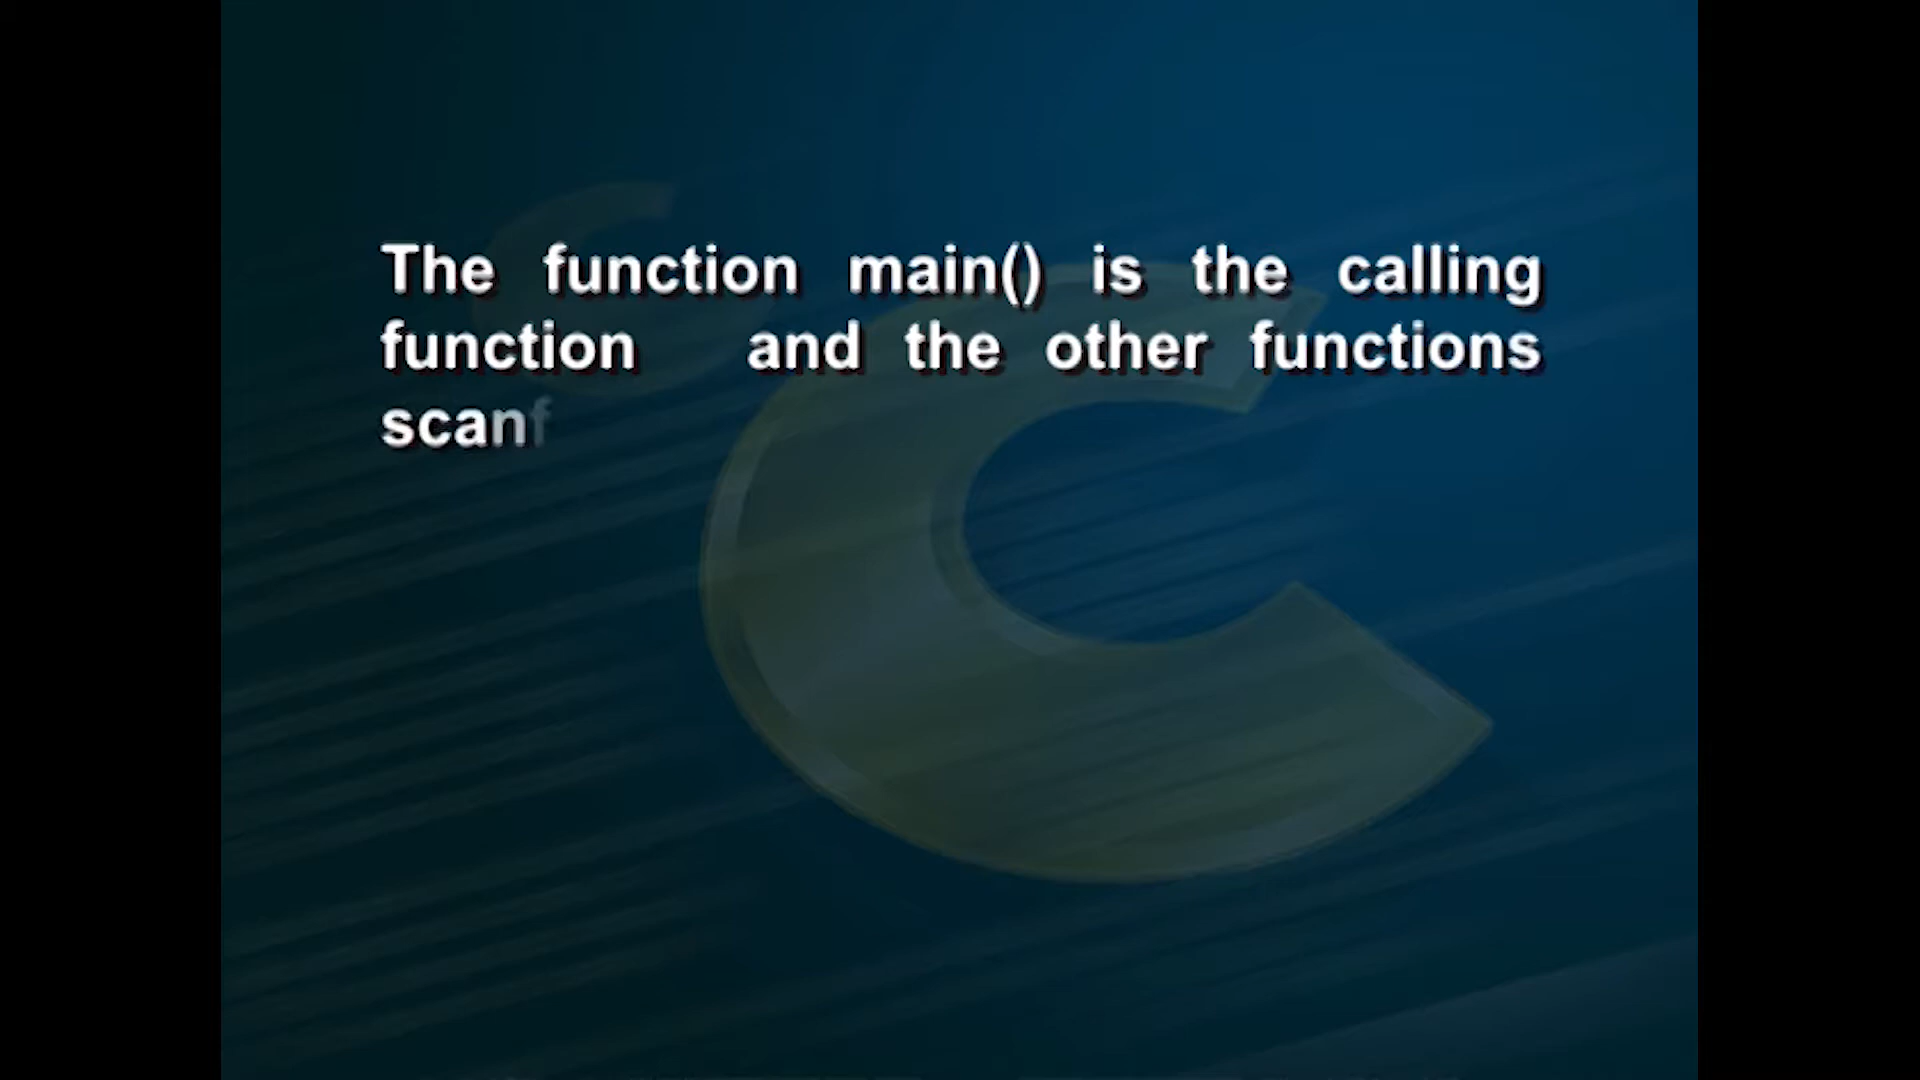 The function main() is the calling
function and the other functions
scanf